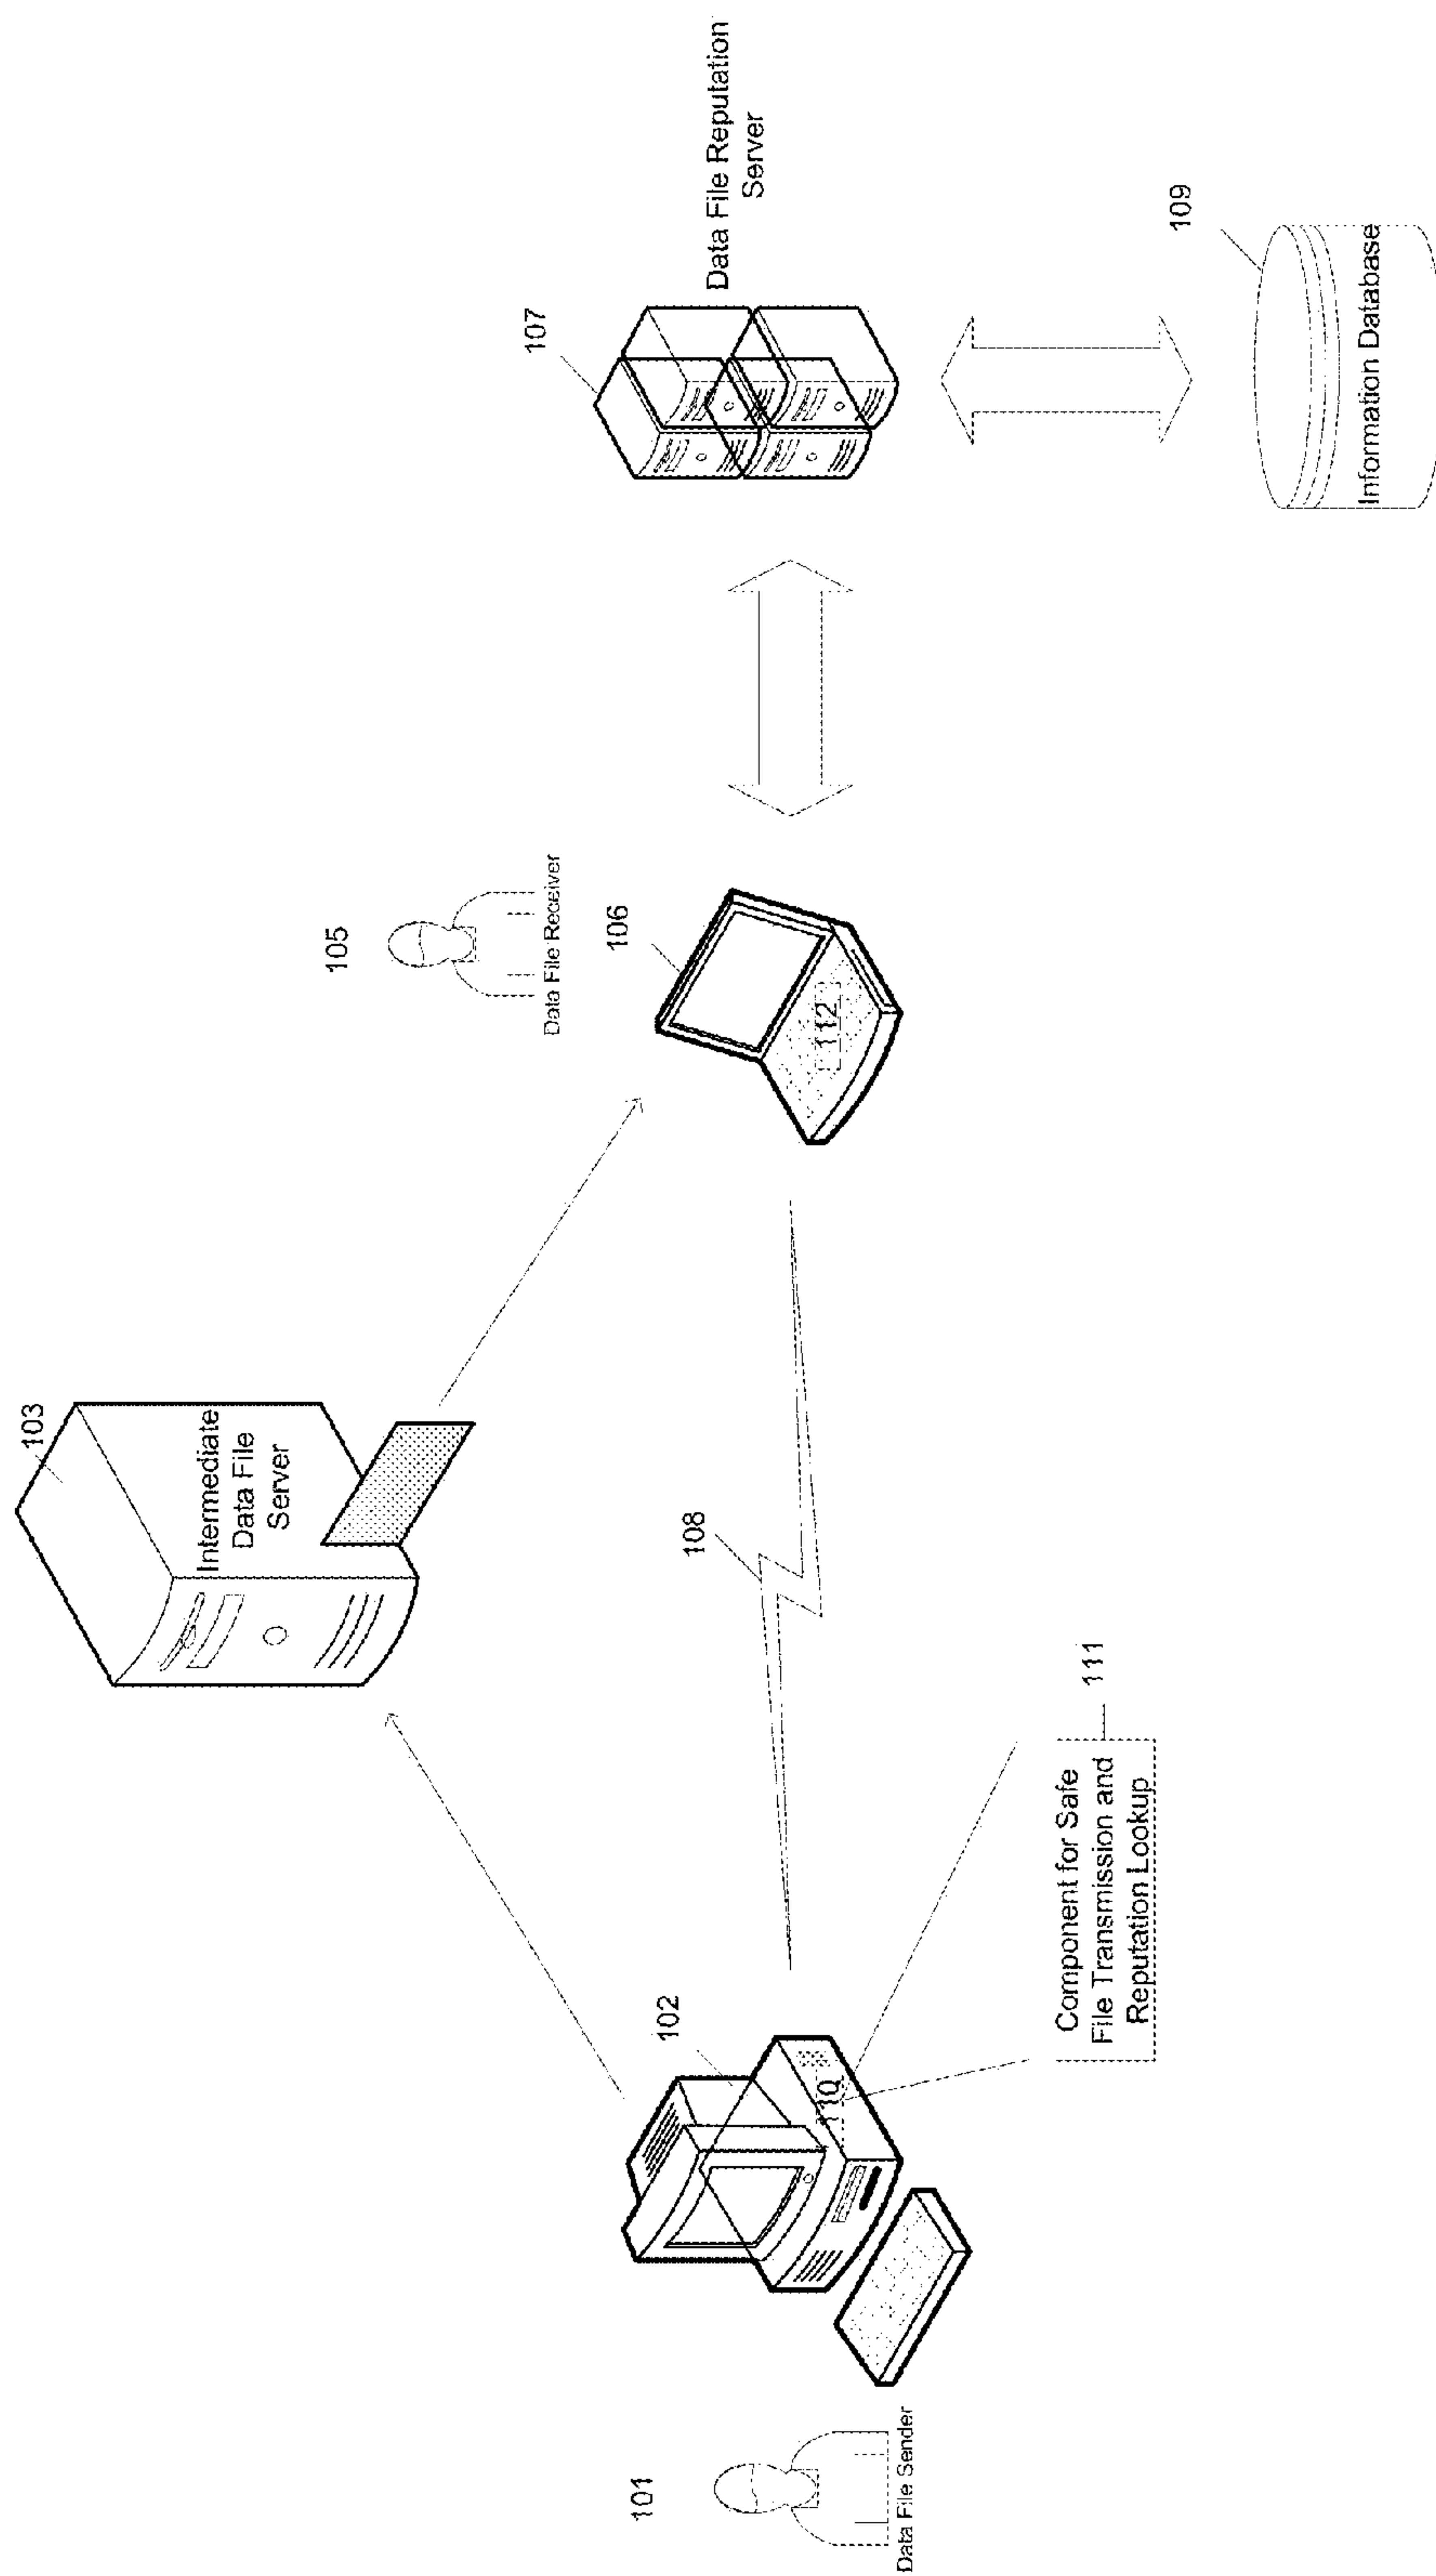 103
Intermediate
Data File
Server
105
Data File Receiver
106
112
107
Data File Reputation
Server
109
Information Database
108
101
Data File Sender
102
110
111
Component for Safe
File Transmission and
Reputation Lookup